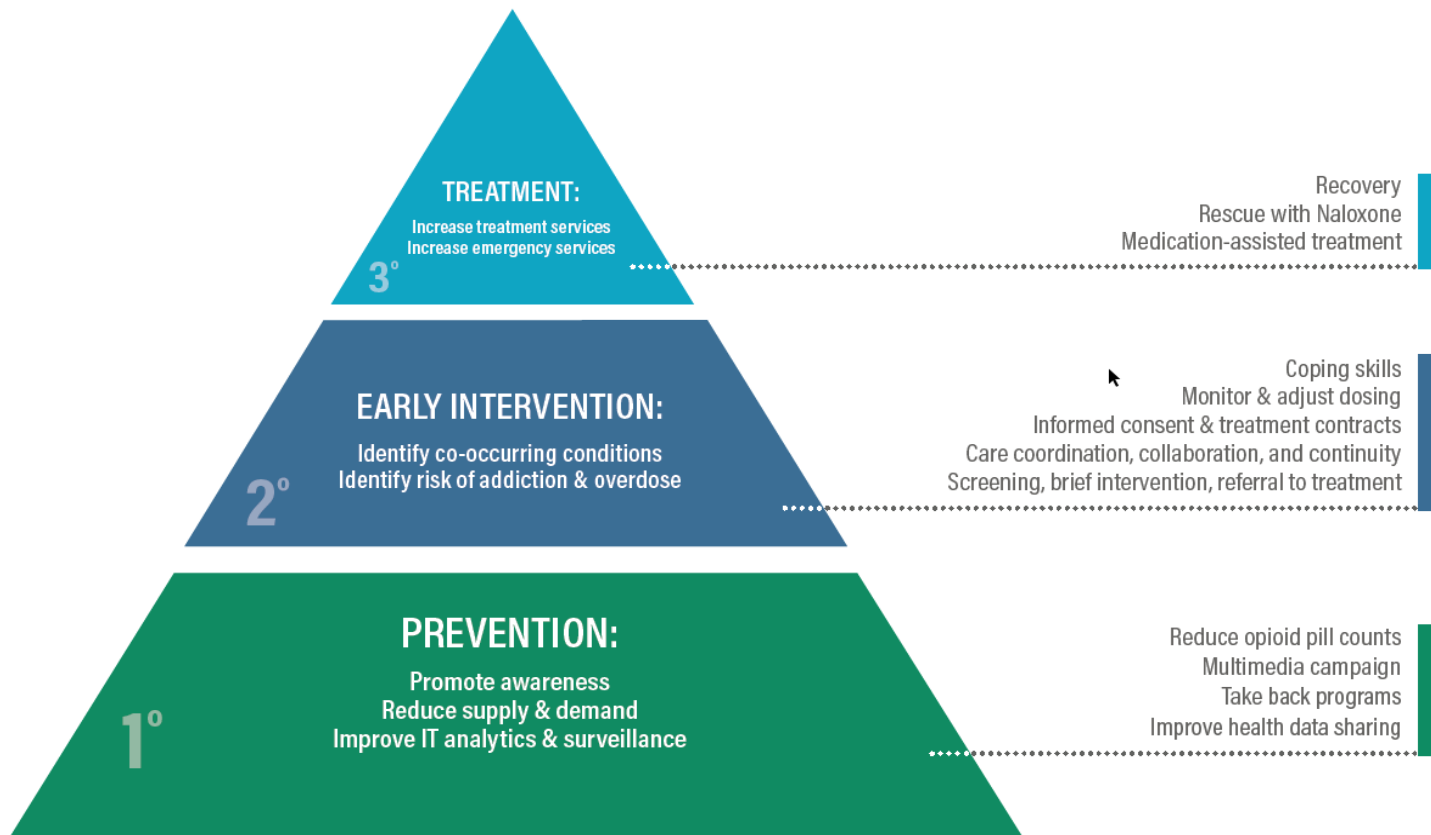 TREATMENT:
Increase treatment services
Increase emergency services
3º
Recovery
Rescue with Naloxone
Medication-assisted treatment
EARLY INTERVENTION:
Identify co-occurring conditions
Identify risk of addiction & overdose
2º
Coping skills
Monitor & adjust dosing
Informed consent & treatment contracts
Care coordination, collaboration, and continuity
Screening, brief intervention, referral to treatment
PREVENTION:
Promote awareness
Reduce supply & demand
Improve IT analytics & surveillance
1º
Reduce opioid pill counts
Multimedia campaign
Take back programs
Improve health data sharing